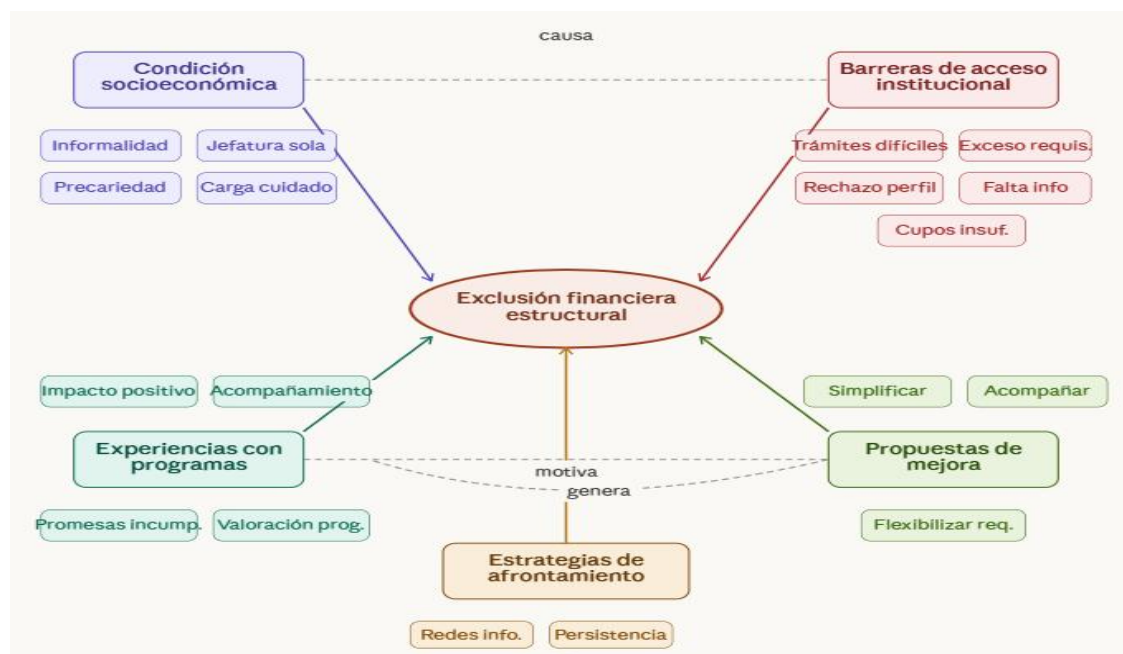 causa
Condición
socioeconómica
Barreras de acceso
institucional
Informalidad
Jefatura sola
Trámites difíciles
Exceso requis.
Precariedad
Carga cuidado
Rechazo perfil
Falta info
Cupos insuf.
Exclusión financiera
estructural
Impacto positivo
Acompañamiento
Simplificar
Acompañar
Experiencias con
programas
Propuestas de
mejora
motiva
genera
Promesas incump.
Valoración prog.
Flexibilizar req.
Estrategias de
afrontamiento
Redes info.
Persistencia